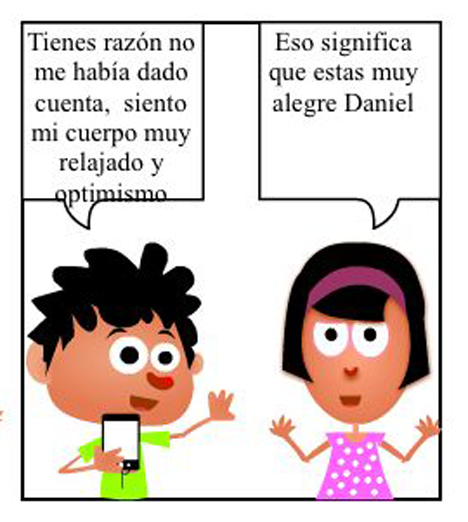 Tienes razón no
me había dado
cuenta, siento
mi cuerpo muy
relajado y
optimismo
Eso significa
que estas muy
alegre Daniel